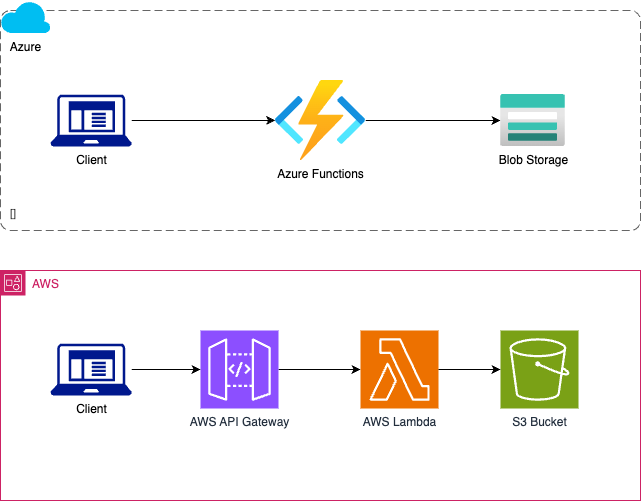 Azure
Client
Azure Functions
Blob Storage
[]
AWS
</>
Client
AWS API Gateway
AWS Lambda
S3 Bucket